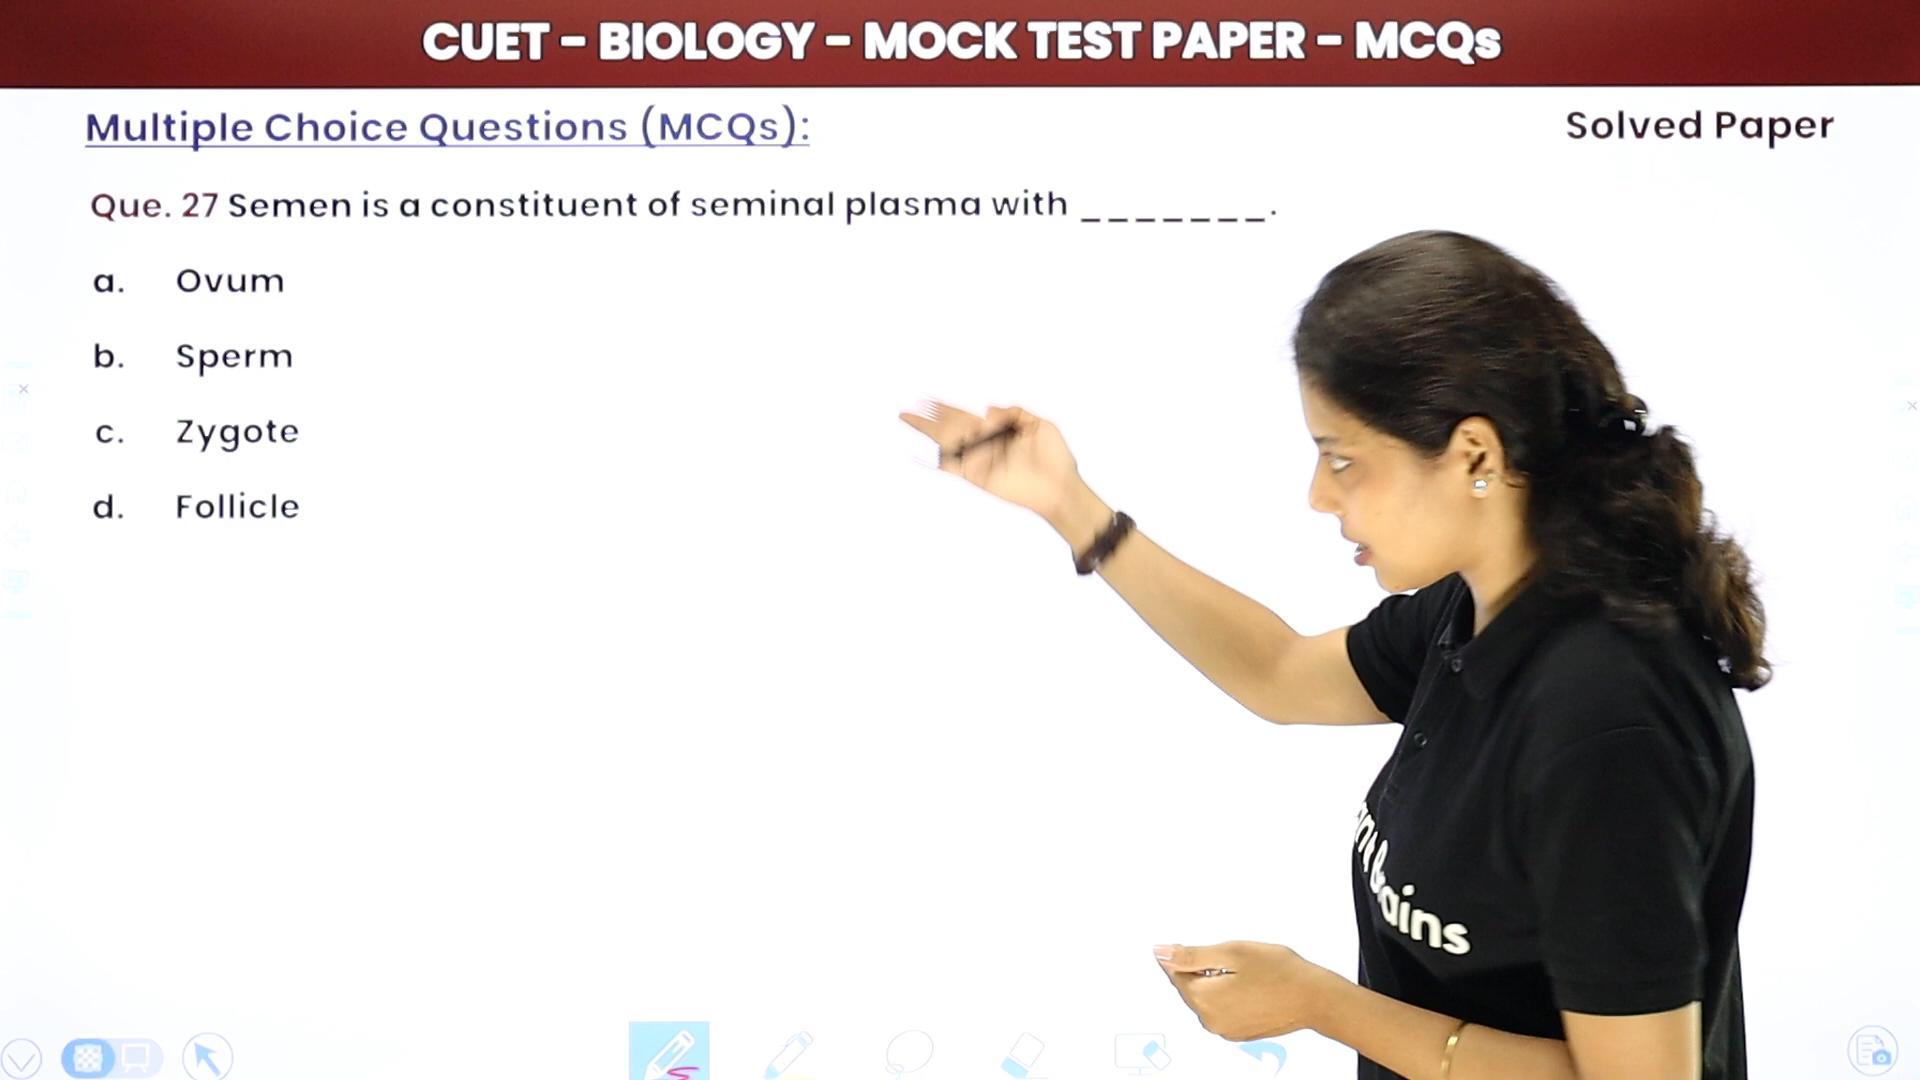 CUET - BIOLOGY - MOCK TEST PAPER - MCQs
Multiple Choice Questions (MCQs):
Solved Paper
Que. 27 Semen is a constituent of seminal plasma with _______.
a. Ovum
b. Sperm
c. Zygote
d. Follicle